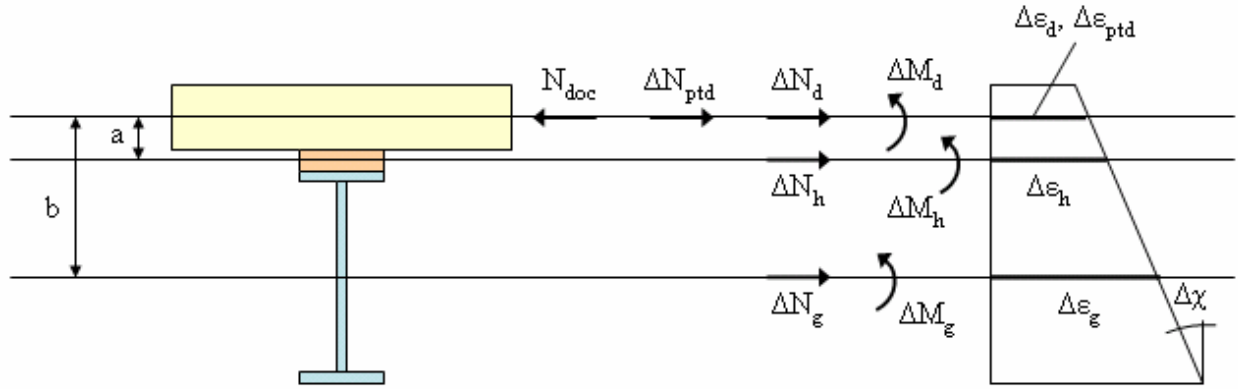 Δε_d, Δε_ptd
N_doc ΔN_ptd ΔN_d ΔM_d
a
ΔN_h ΔM_h Δε_h
b
ΔN_g ΔM_g Δε_g Δχ